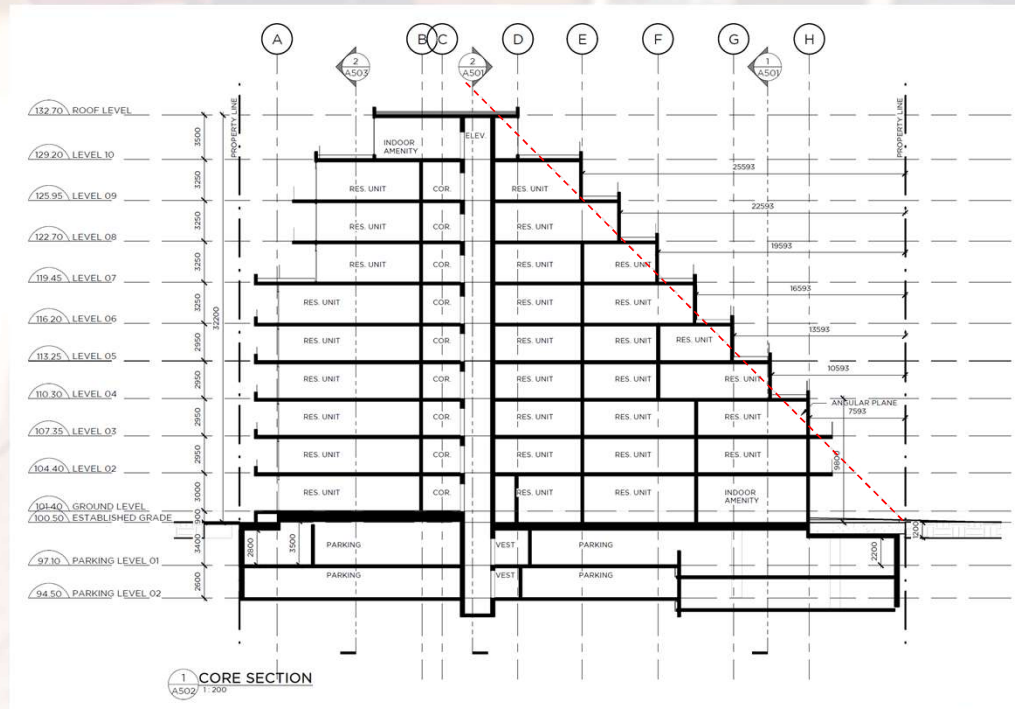 A B C D E F G H
2 A503
2 A501
1 A501
PROPERTY LINE
PROPERTY LINE
132.70 ROOF LEVEL
3500
ELEV.
INDOOR AMENITY
129.20 LEVEL 10
25593
3250
RES. UNIT COR. RES. UNIT
125.95 LEVEL 09
22593
3250
RES. UNIT COR. RES. UNIT
122.70 LEVEL 08
19593
3250
RES. UNIT COR. RES. UNIT RES. UNIT
119.45 LEVEL 07
16593
3250
32200
RES. UNIT COR. RES. UNIT RES. UNIT
116.20 LEVEL 06
13593
2950
RES. UNIT COR. RES. UNIT RES. UNIT RES. UNIT
113.25 LEVEL 05
10593
2950
RES. UNIT COR. RES. UNIT RES. UNIT RES. UNIT
110.30 LEVEL 04
ANGULAR PLANE
7593
2950
RES. UNIT COR. RES. UNIT RES. UNIT RES. UNIT
107.35 LEVEL 03
2950
RES. UNIT COR. RES. UNIT RES. UNIT RES. UNIT
9800
104.40 LEVEL 02
3000
RES. UNIT COR. RES. UNIT RES. UNIT INDOOR AMENITY
101.40 GROUND LEVEL
900
100.50 ESTABLISHED GRADE
1200
3400 2800 3500 PARKING VEST PARKING 2200
97.10 PARKING LEVEL 01
2600 PARKING VEST PARKING
94.50 PARKING LEVEL 02
1 A502 CORE SECTION
1 : 200